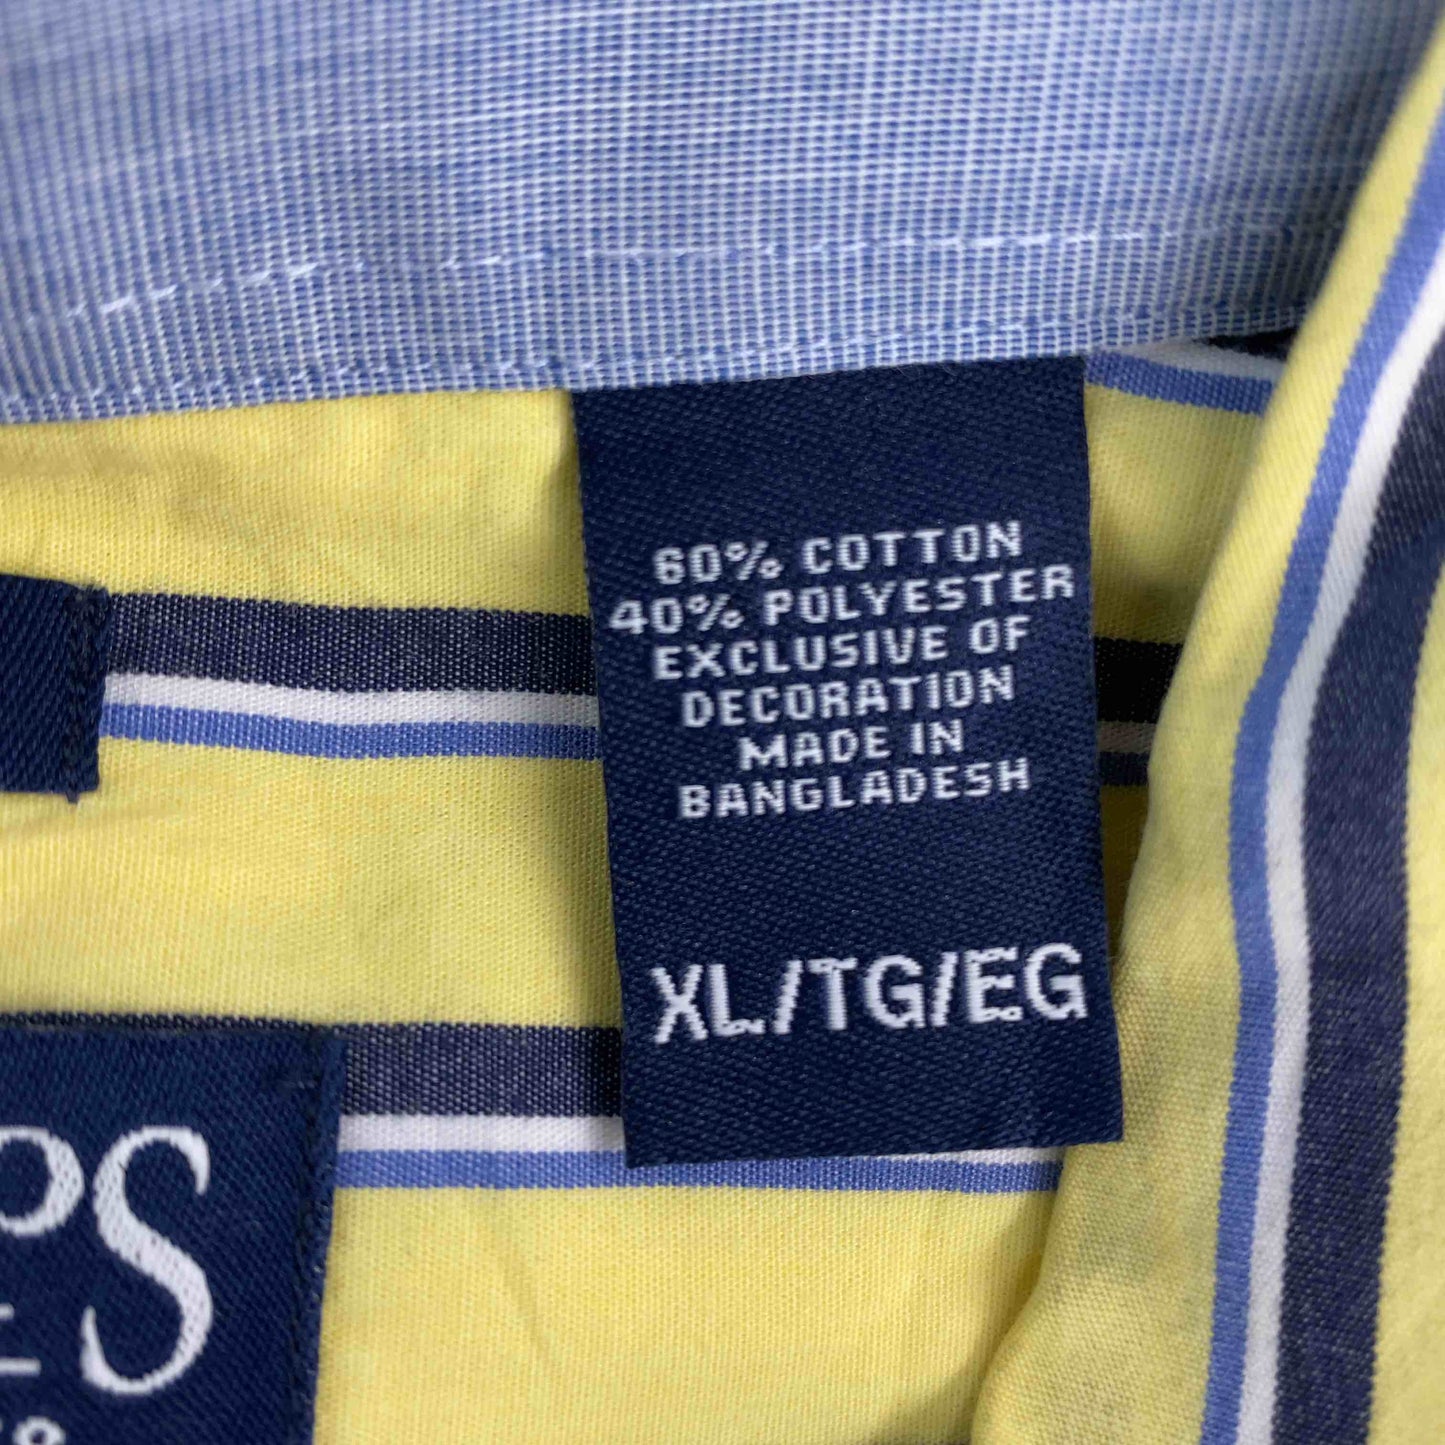 60% COTTON
40% POLYESTER
EXCLUSIVE OF
DECORATION
MADE IN
BANGLADESH
XL/TG/EG